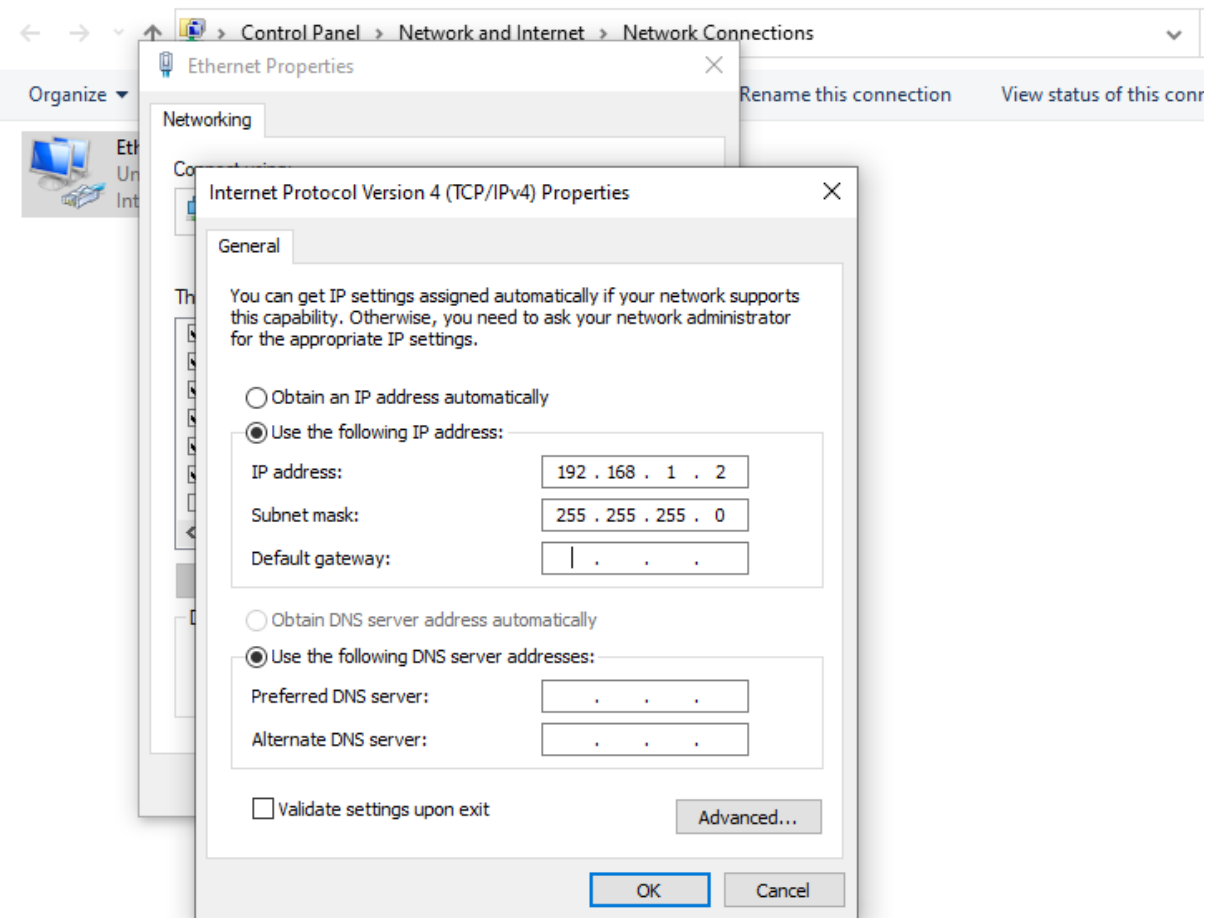 Control Panel > Network and Internet > Network Connections
Ethernet Properties
Organize
Rename this connection
View status of this
Networking
Internet Protocol Version 4 (TCP/IPv4) Properties
General
You can get IP settings assigned automatically if your network supports
this capability. Otherwise, you need to ask your network administrator
for the appropriate IP settings.
Obtain an IP address automatically
Use the following IP address:
IP address:
192 . 168 . 1 . 2
Subnet mask:
255 . 255 . 255 . 0
Default gateway:
. . .
Obtain DNS server address automatically
Use the following DNS server addresses:
Preferred DNS server:
. . .
Alternate DNS server:
. . .
Validate settings upon exit
Advanced...
OK
Cancel